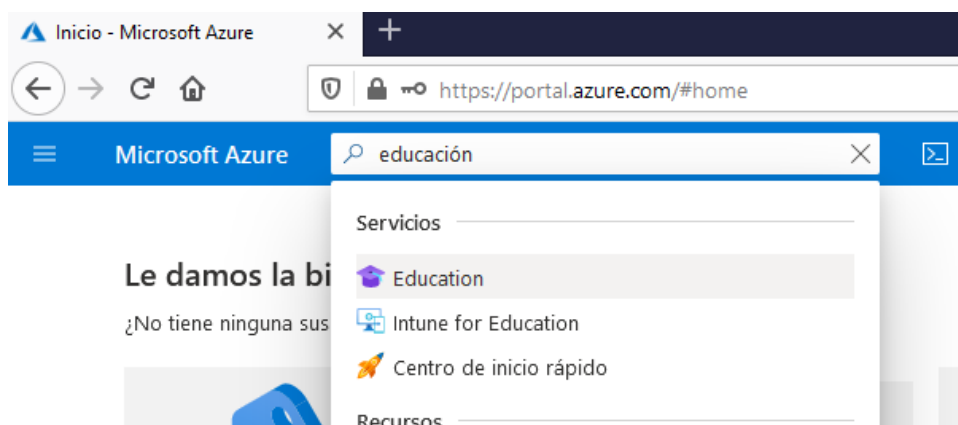 Inicio - Microsoft Azure
https://portal.azure.com/#home
Microsoft Azure
educación
Servicios
Le damos la bi
Education
¿No tiene ninguna sus
Intune for Education
Centro de inicio rápido
Recursos